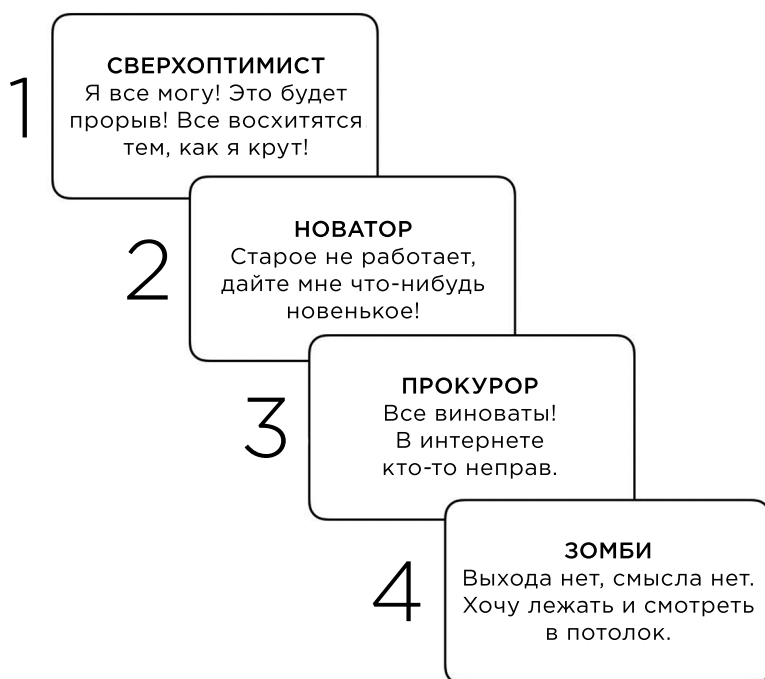 1
СВЕРХОПТИМИСТ
Я все могу! Это будет
прорыв! Все восхитятся
тем, как я крут!
2
НОВАТОР
Старое не работает,
дайте мне что-нибудь
новенькое!
3
ПРОКУРОР
Все виноваты!
В интернете
кто-то неправ.
4
ЗОМБИ
Выхода нет, смысла нет.
Хочу лежать и смотреть
в потолок.